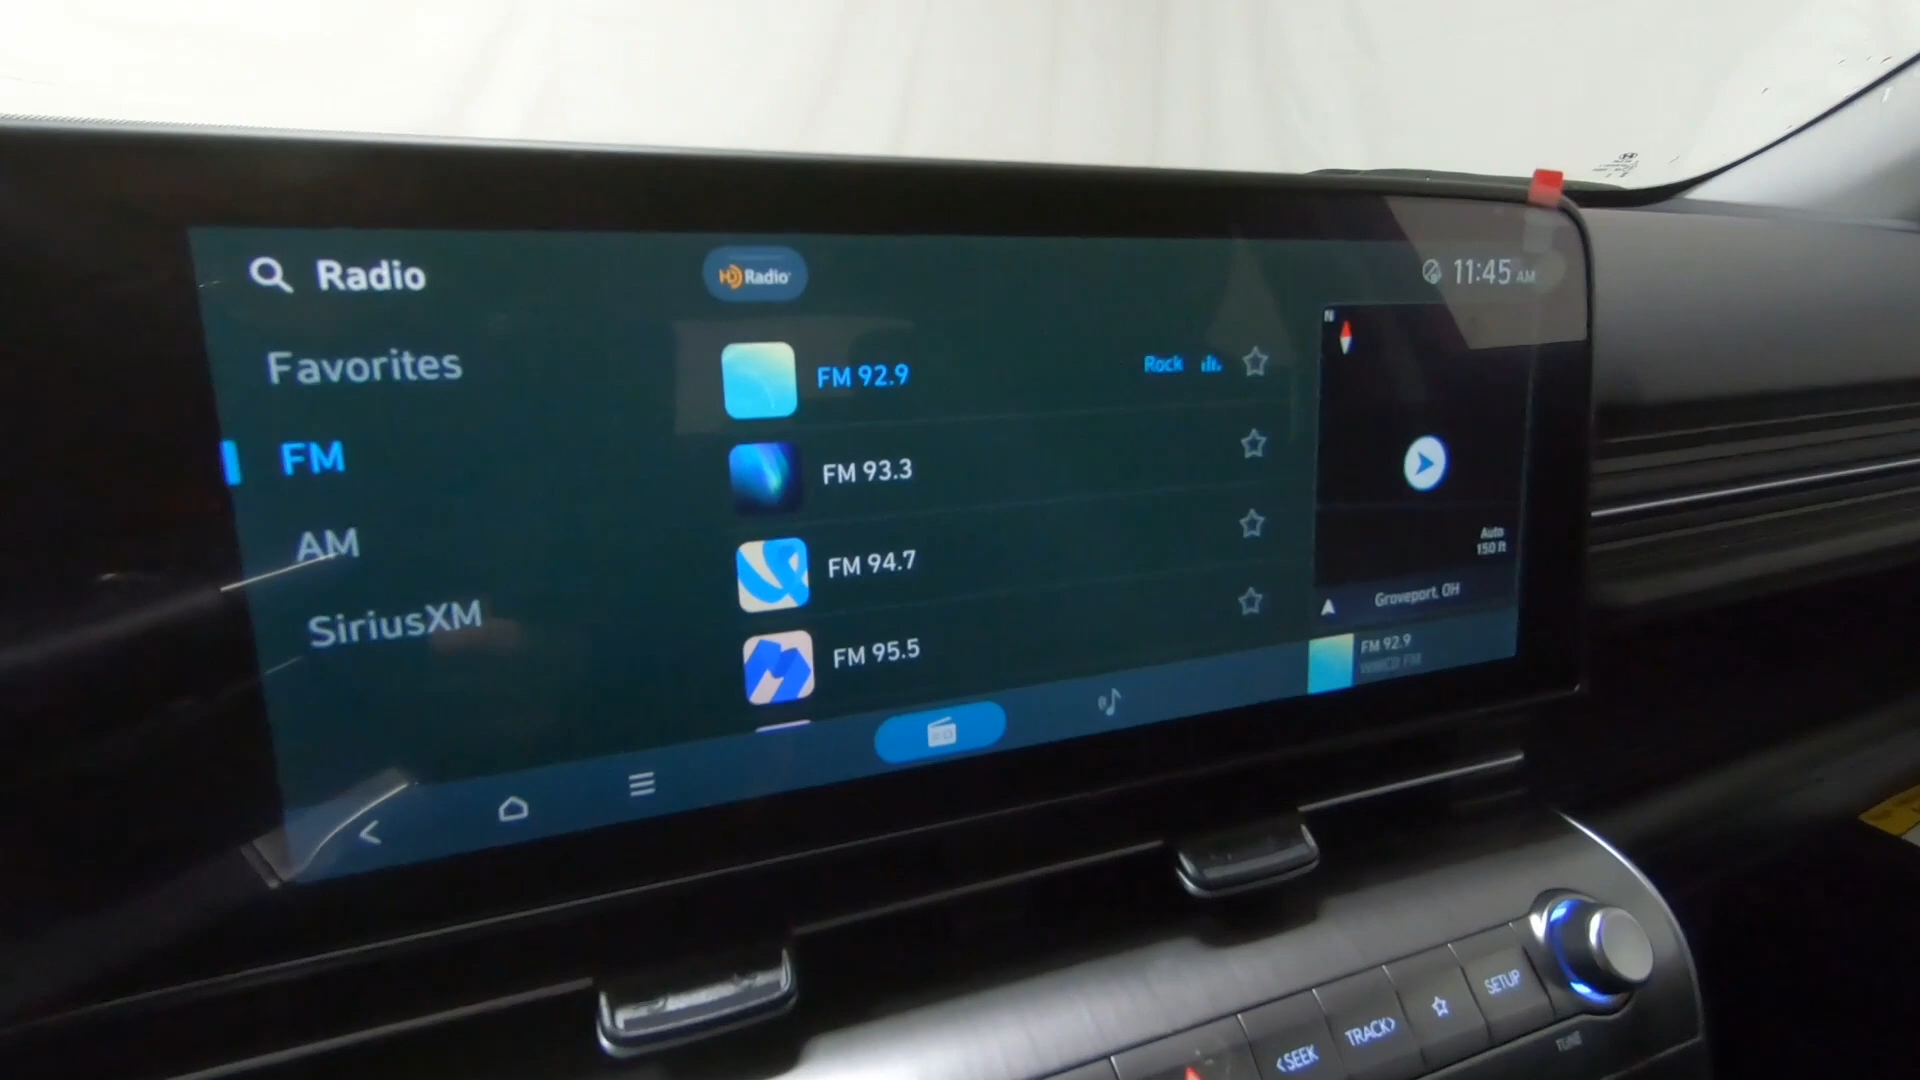 Radio
HD Radio
11:45 AM
Favorites
FM
AM
SiriusXM
FM 92.9
Rock
FM 93.3
FM 94.7
FM 95.5
N
Auto
150 ft
Groveport, OH
FM 92.9
<SEEK
TRACK>
SETUP
TUNE